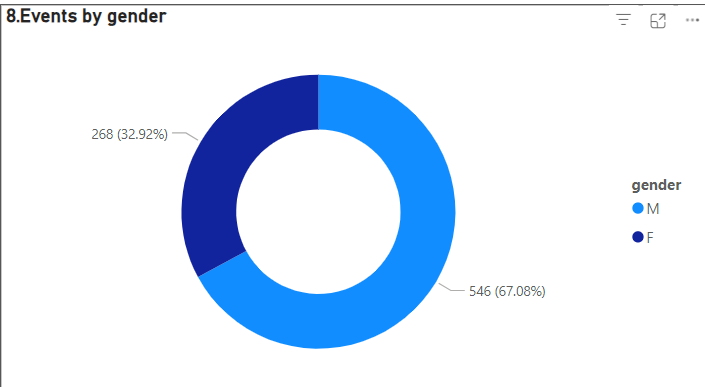 8.Events by gender
268 (32.92%)
gender
M
F
546 (67.08%)